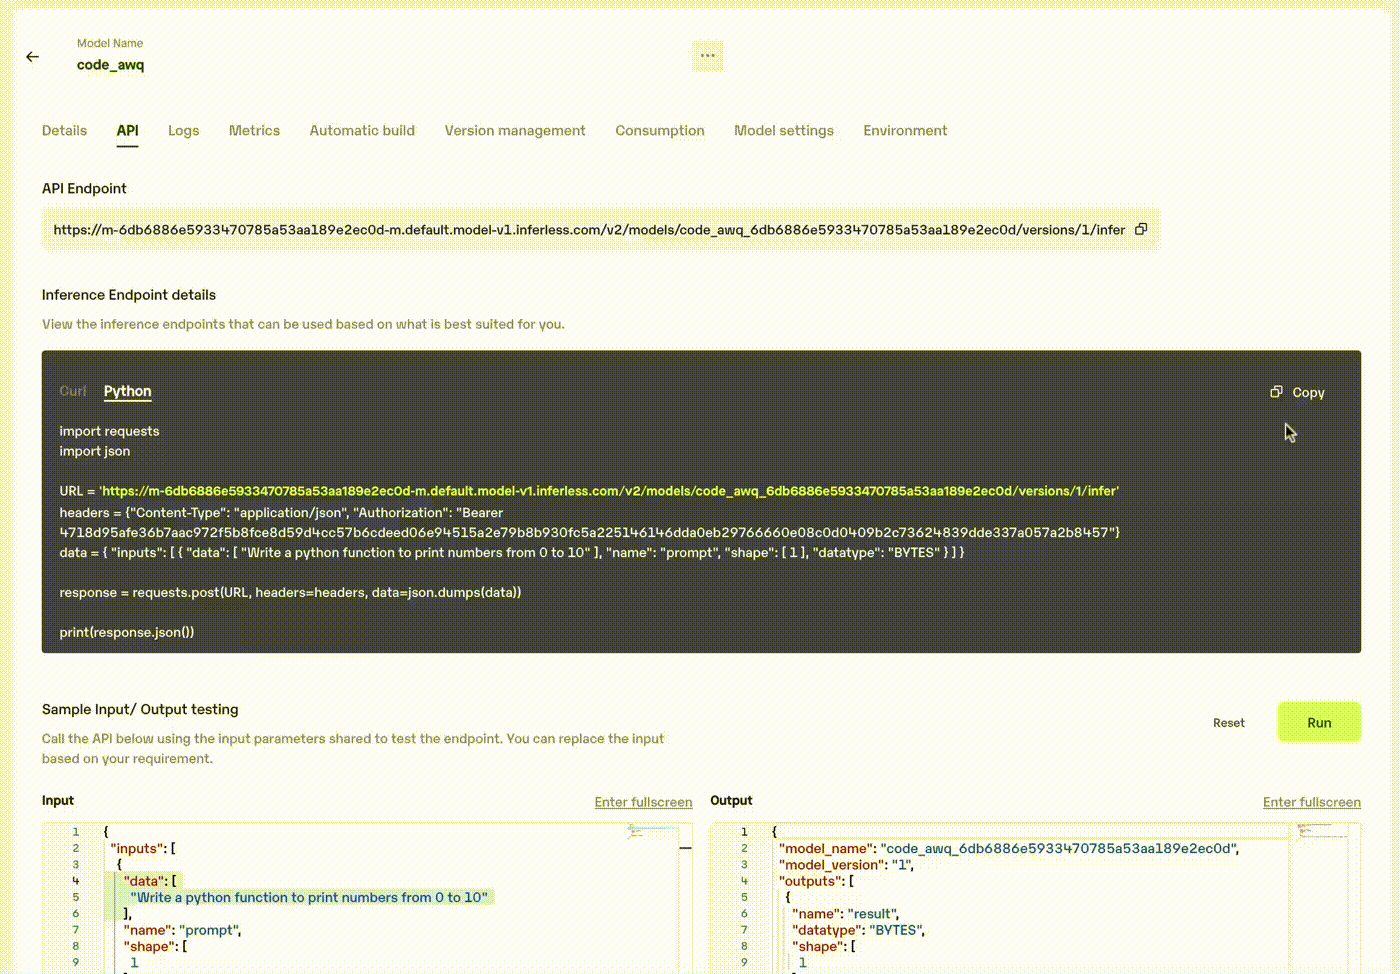 Model Name
code_awq
Details API Logs Metrics Automatic build Version management Consumption Model settings Environment
API Endpoint
https://m-6db6886e5933470785a53aa189e2ec0d-m.default.model-v1.inferless.com/v2/models/code_awq_6db6886e5933470785a53aa189e2ec0d/versions/1/infer
Inference Endpoint details
View the inference endpoints that can be used based on what is best suited for you.
Curl Python Copy
import requests
import json
URL = 'https://m-6db6886e5933470785a53aa189e2ec0d-m.default.model-v1.inferless.com/v2/models/code_awq_6db6886e5933470785a53aa189e2ec0d/versions/1/infer'
headers = {"Content-Type": "application/json", "Authorization": "Bearer
4718d95afe36b7aac972f5b8fce8d59d4cc57b6cdeed06e94515a2e79b8b930fc5a225146146dda0eb29766660e08c0d0409b2c73624839dde337a057a2b8457"}
data = { "inputs": [ { "data": [ "Write a python function to print numbers from 0 to 10" ], "name": "prompt", "shape": [ 1 ], "datatype": "BYTES" } ] }
response = requests.post(URL, headers=headers, data=json.dumps(data))
print(response.json())
Sample Input/ Output testing
Call the API below using the input parameters shared to test the endpoint. You can replace the input
based on your requirement.
Reset Run
Input Enter fullscreen
1 {
2 "inputs": [
3 {
4 "data": [
5 "Write a python function to print numbers from 0 to 10"
6 ],
7 "name": "prompt",
8 "shape": [
9 1
Output Enter fullscreen
1 {
2 "model_name": "code_awq_6db6886e5933470785a53aa189e2ec0d",
3 "model_version": "1",
4 "outputs": [
5 {
6 "name": "result",
7 "datatype": "BYTES",
8 "shape": [
9 1